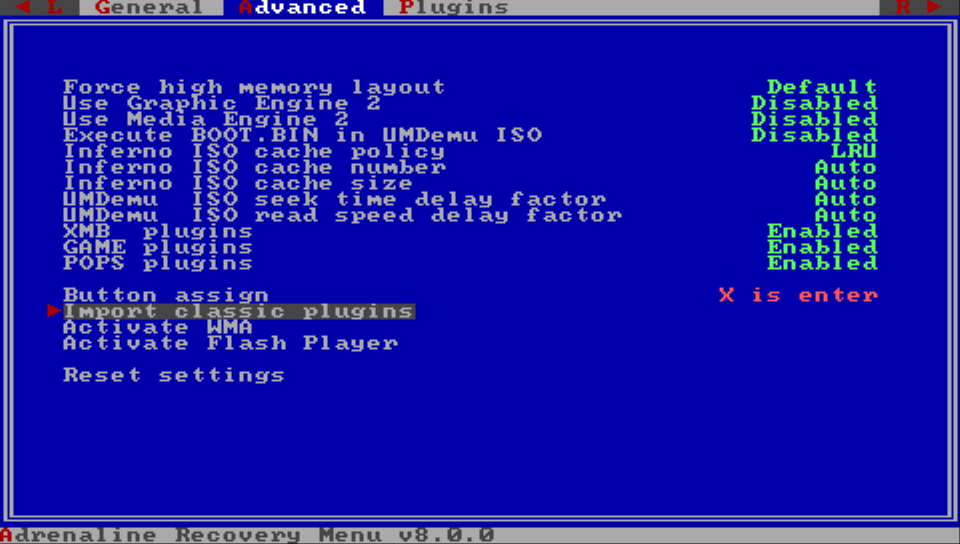 ◄ L General Advanced Plugins R ►
Force high memory layout Default
Use Graphic Engine 2 Disabled
Use Media Engine 2 Disabled
Execute BOOT.BIN in UMDemu ISO Disabled
Inferno ISO cache policy LRU
Inferno ISO cache number Auto
Inferno ISO cache size Auto
UMDemu ISO seek time delay factor Auto
UMDemu ISO read speed delay factor Auto
XMB plugins Enabled
GAME plugins Enabled
POPS plugins Enabled
Button assign X is enter
►Import classic plugins
Activate WMA
Activate Flash Player
Reset settings
Adrenaline Recovery Menu v8.0.0